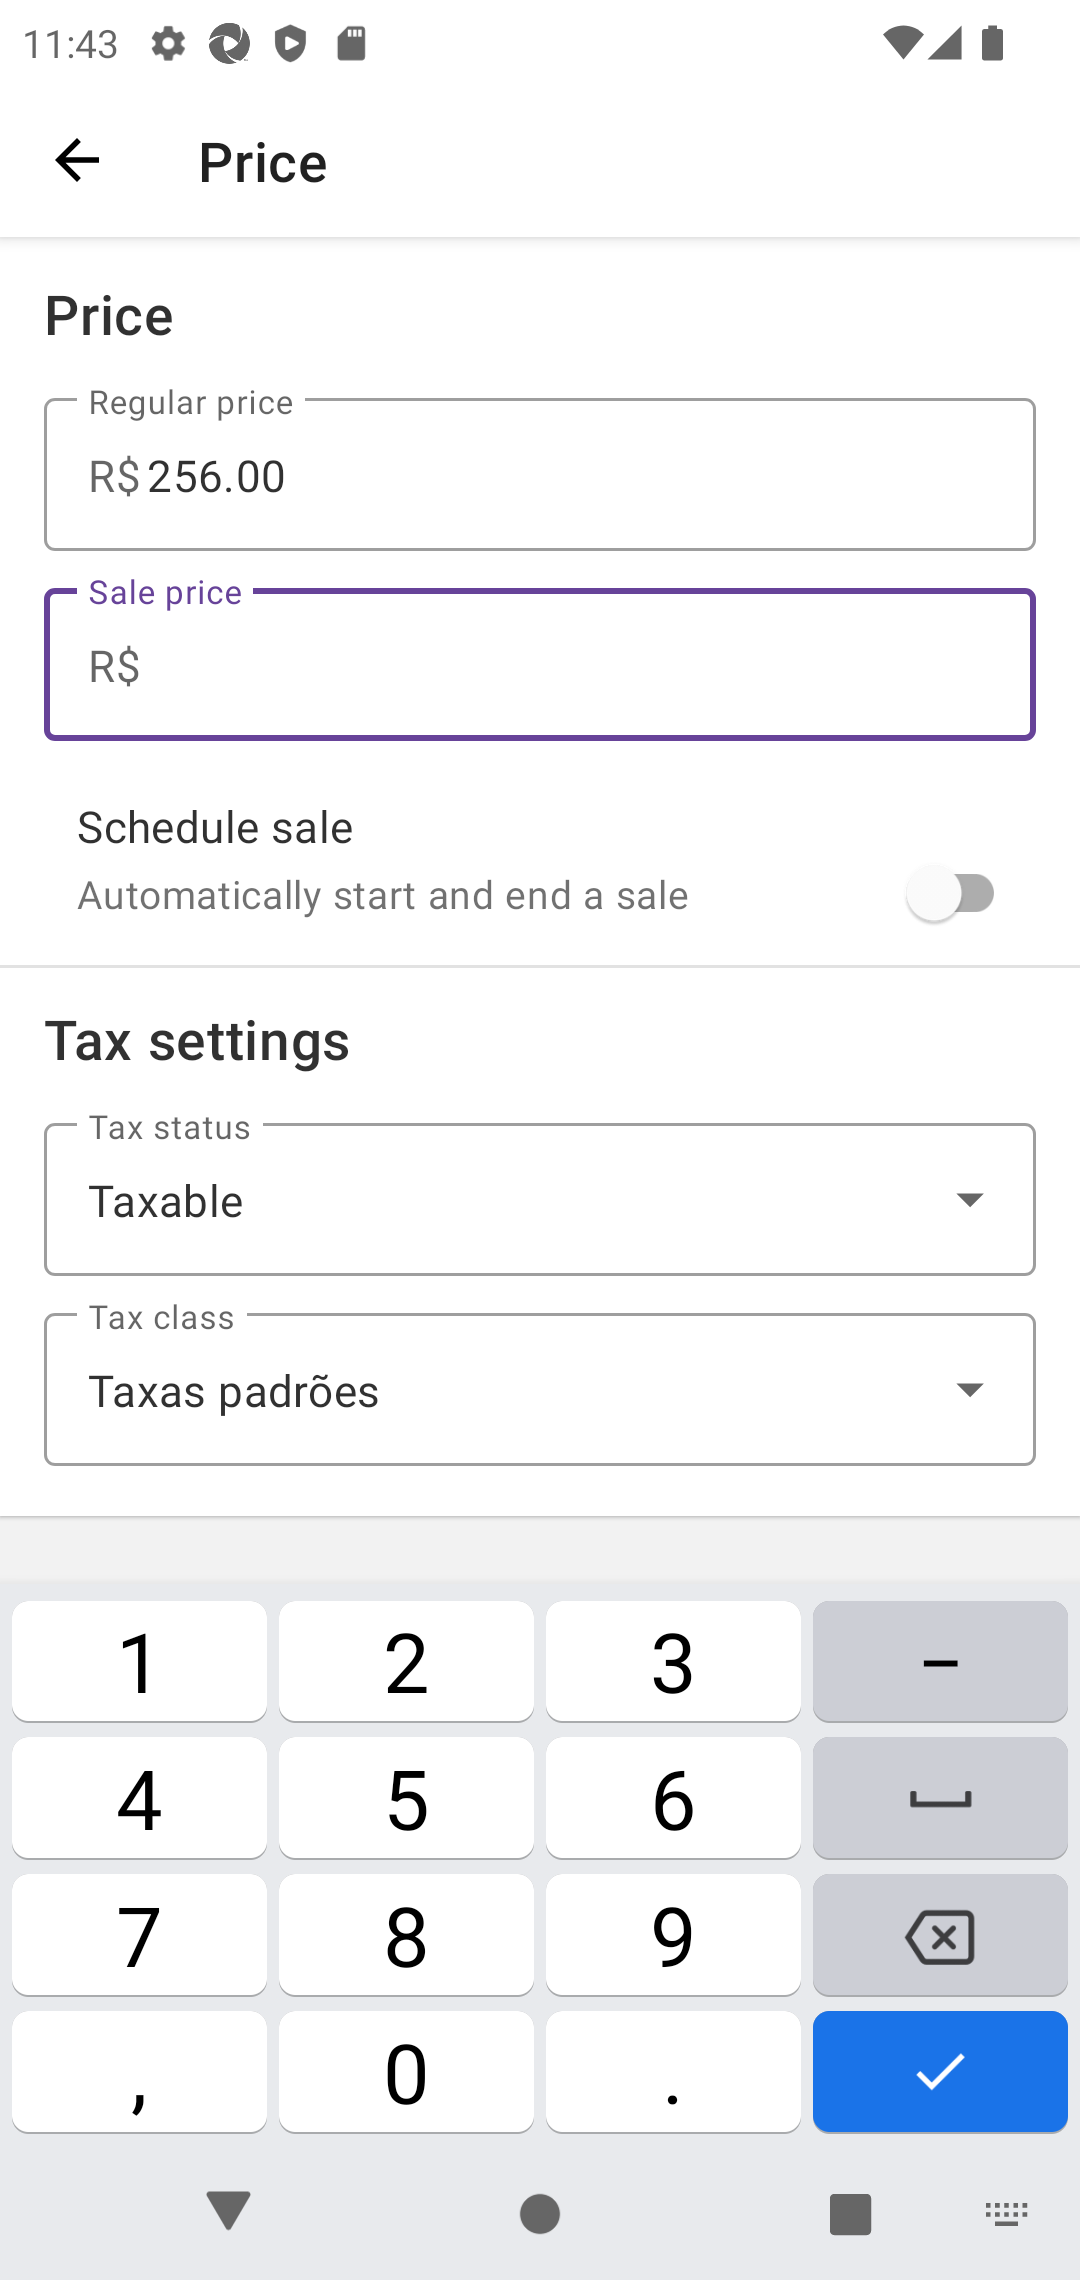 11:43
Price
Price
Regular price
R$ 256.00
Sale price
R$
Schedule sale
Automatically start and end a sale
Tax settings
Tax status
Taxable
Tax class
Taxas padrões
1 2 3 –
4 5 6
7 8 9
, 0 .